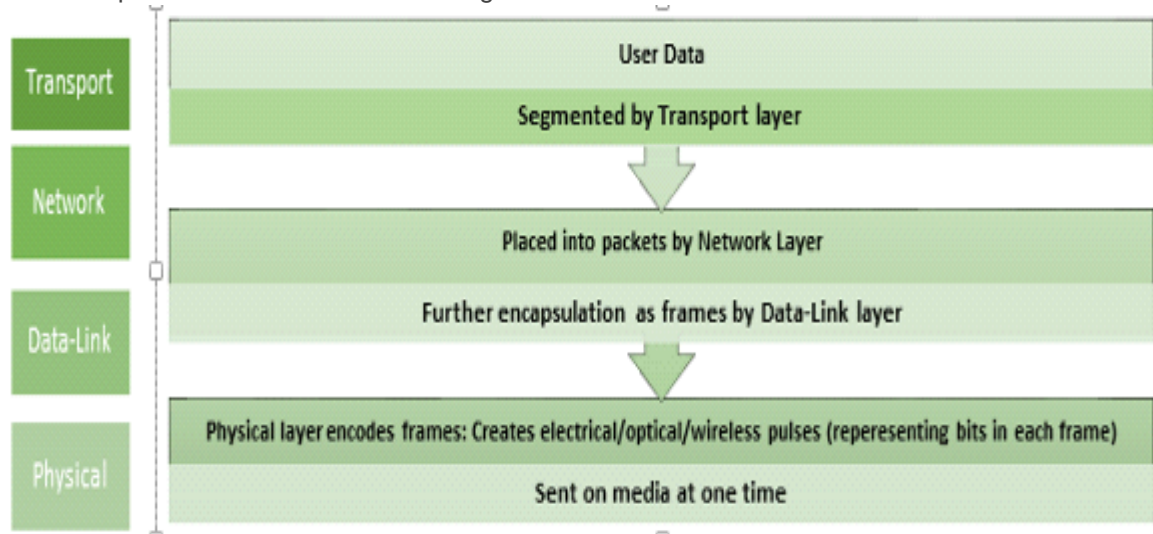 Transport
User Data
Segmented by Transport layer
Network
Placed into packets by Network Layer
Further encapsulation as frames by Data-Link layer
Data-Link
Physical layer encodes frames: Creates electrical/optical/wireless pulses (reperesenting bits in each frame)
Physical
Sent on media at one time